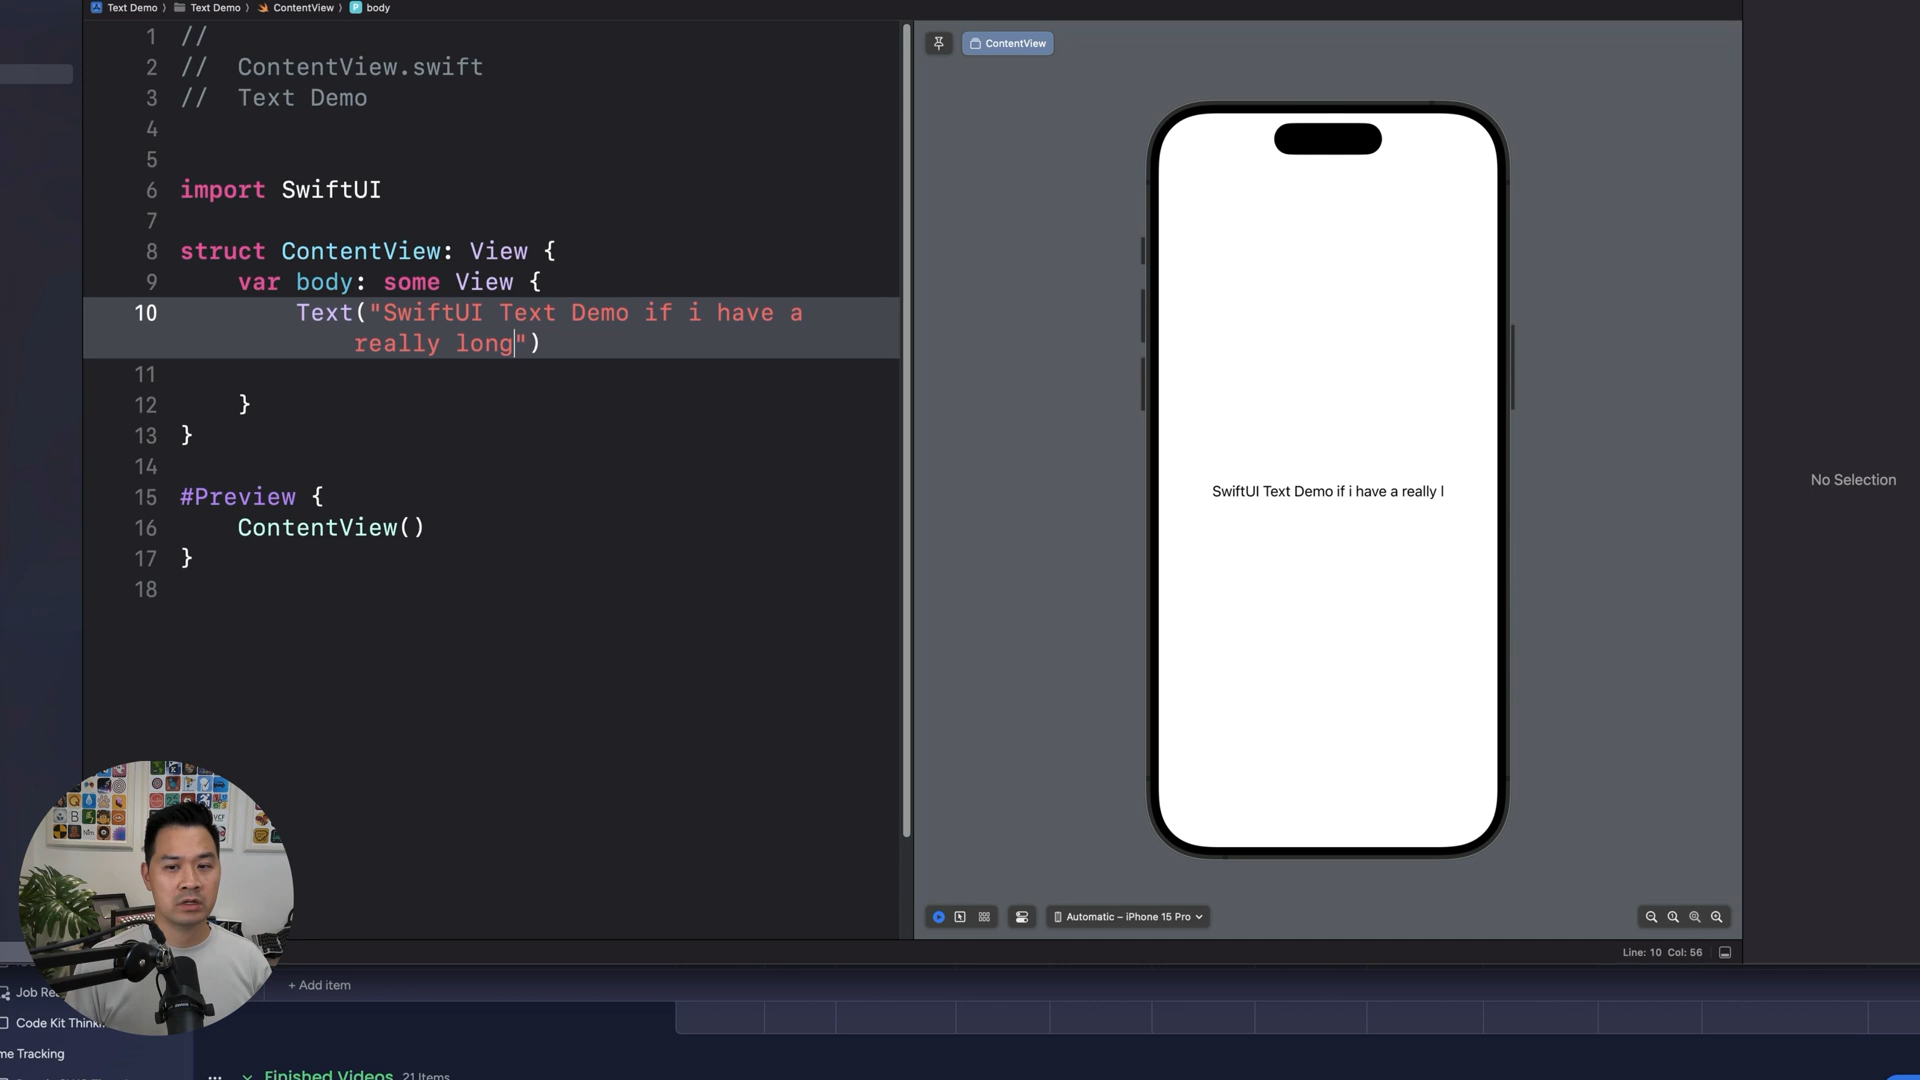 Text Demo 〉 Text Demo 〉 ContentView 〉 P body
1 //
2 // ContentView.swift
3 // Text Demo
4
5
6 import SwiftUI
7
8 struct ContentView: View {
9 var body: some View {
10 Text("SwiftUI Text Demo if i have a
really long")
11
12 }
13 }
14
15 #Preview {
16 ContentView()
17 }
18
ContentView
SwiftUI Text Demo if i have a really l
No Selection
Automatic – iPhone 15 Pro
Line: 10 Col: 56
+ Add item
Job Re
Code Kit Think
me Tracking
Finished Videos 21 Items